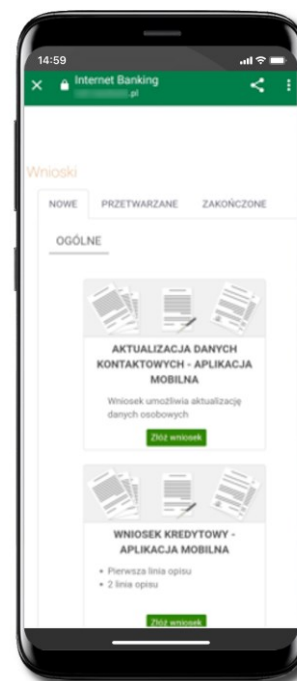 14:59
Internet Banking
.pl
Wnioski
NOWE PRZETWARZANE ZAKOŃCZONE
OGÓLNE
AKTUALIZACJA DANYCH
KONTAKTOWYCH - APLIKACJA
MOBILNA
Wniosek umożliwia aktualizację
danych osobowych
Złóż wniosek
WNIOSEK KREDYTOWY -
APLIKACJA MOBILNA
• Pierwsza linia opisu
• 2 linia opisu
Złóż wniosek